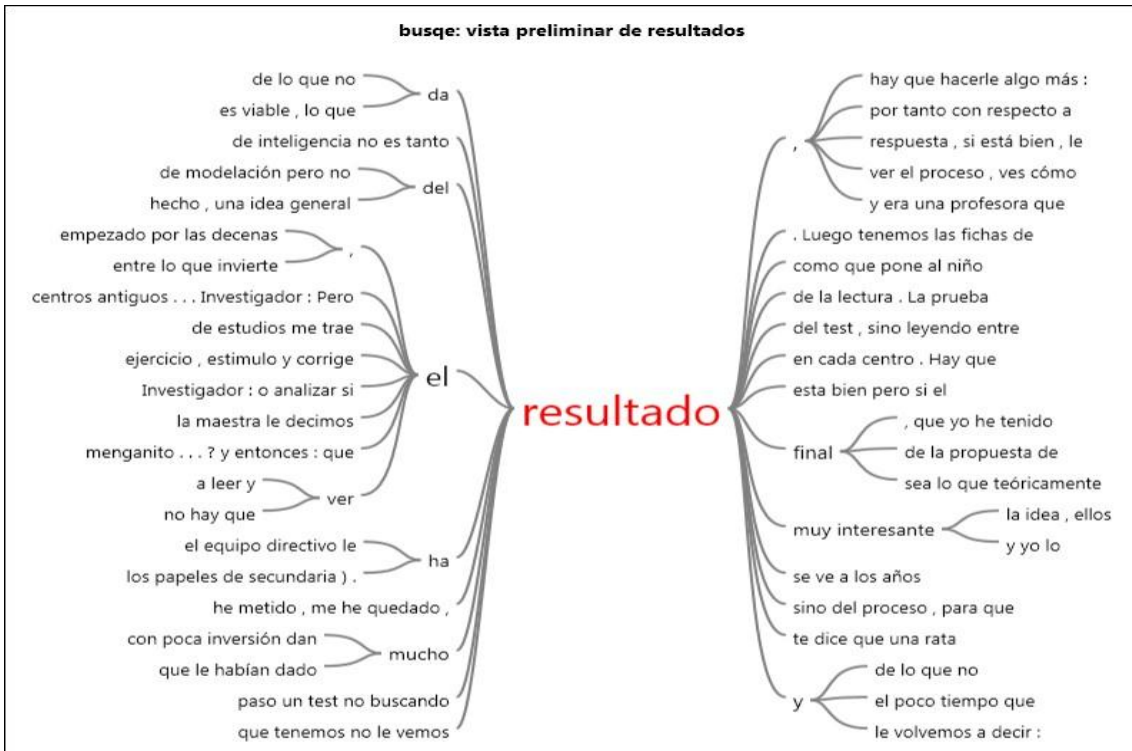 busqe: vista preliminar de resultados
de lo que no
es viable , lo que
da
de inteligencia no es tanto
de modelación pero no
hecho , una idea general
del
empezado por las decenas
entre lo que invierte
,
centros antiguos . . . Investigador : Pero
de estudios me trae
ejercicio , estimulo y corrige
Investigador : o analizar si
la maestra le decimos
menganito . . . ? y entonces : que
a leer y
no hay que
ver
el
el equipo directivo le
los papeles de secundaria ) .
ha
he metido , me he quedado ,
con poca inversión dan
que le habían dado
mucho
paso un test no buscando
que tenemos no le vemos
resultado
,
hay que hacerle algo más :
por tanto con respecto a
respuesta , si está bien , le
ver el proceso , ves cómo
y era una profesora que
. Luego tenemos las fichas de
como que pone al niño
de la lectura . La prueba
del test , sino leyendo entre
en cada centro . Hay que
esta bien pero si el
final
, que yo he tenido
de la propuesta de
sea lo que teóricamente
muy interesante
la idea , ellos
y yo lo
se ve a los años
sino del proceso , para que
te dice que una rata
y
de lo que no
el poco tiempo que
le volvemos a decir :